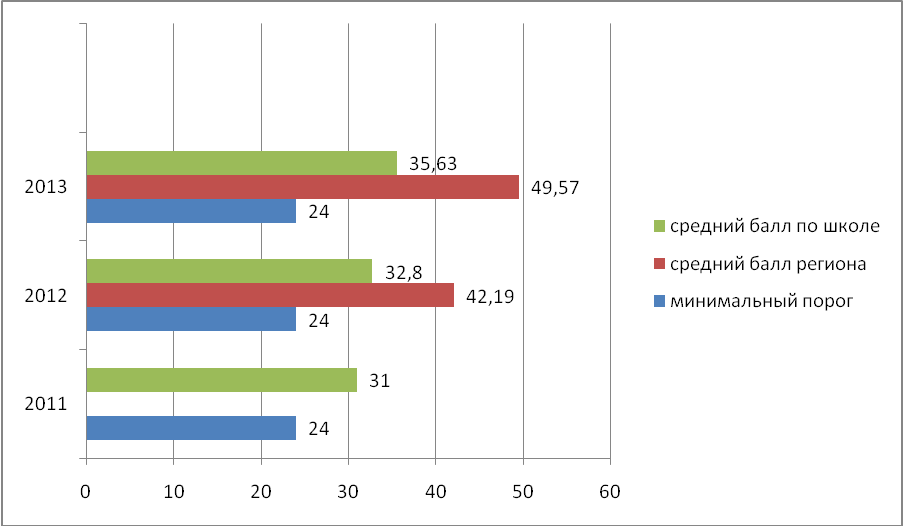 2013
35,63
49,57
24
2012
32,8
42,19
24
2011
31
24
0 10 20 30 40 50 60
средний балл по школе
средний балл региона
минимальный порог